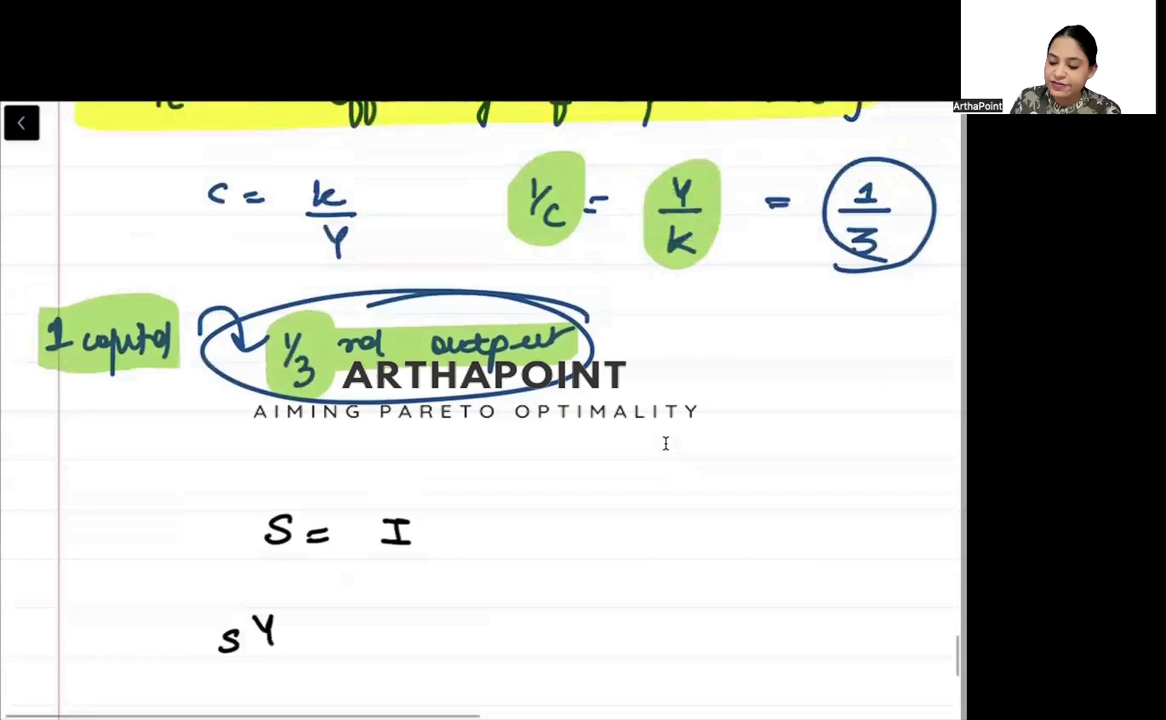 ArthaPoint
c = k/Y 1/c = Y/k = 1/3
1 capital 1/3 rd output
ARTHAPOINT
AIMING PARETO OPTIMALITY
S = I
sY